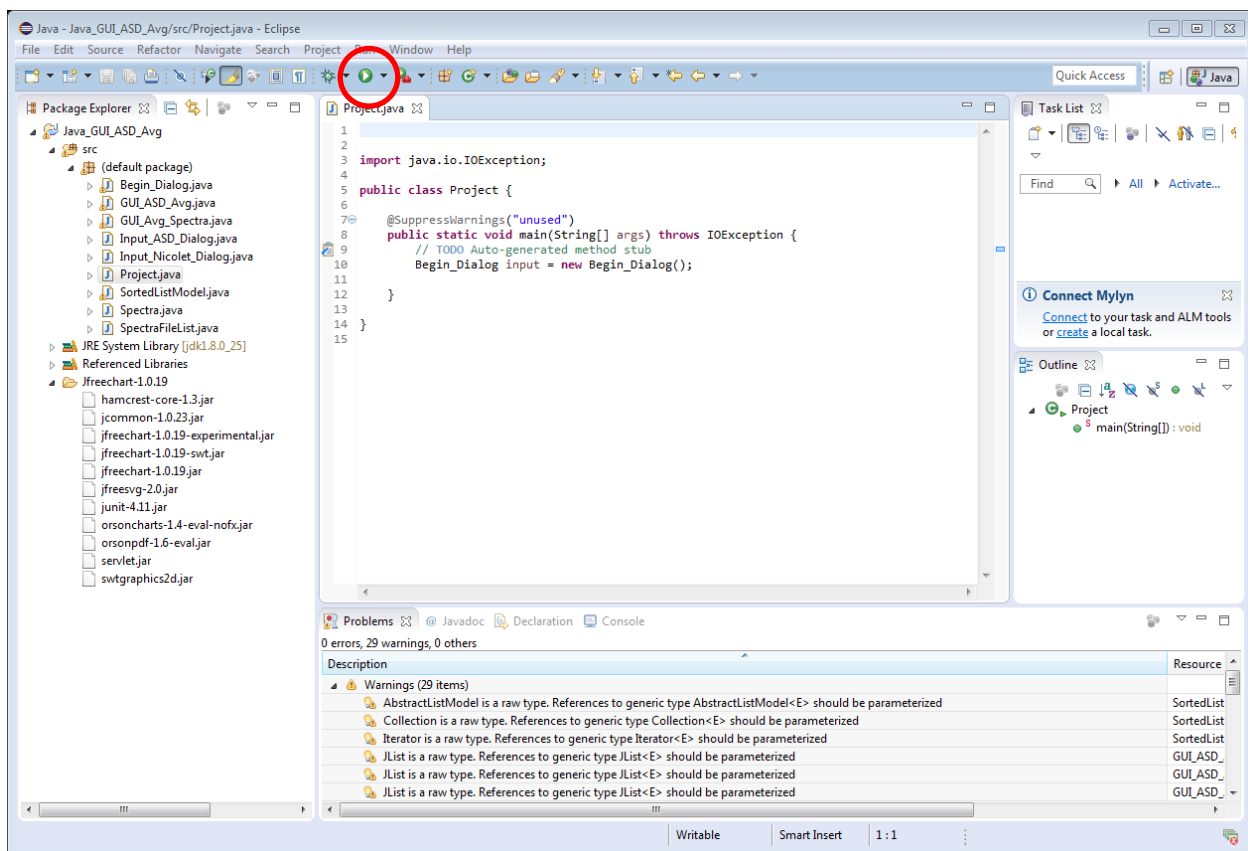 Java - Java_GUI_ASD_Avg/src/Project.java - Eclipse
File Edit Source Refactor Navigate Search Project Run Window Help
Quick Access Java
Package Explorer
Java_GUI_ASD_Avg
src
(default package)
Begin_Dialog.java
GUI_ASD_Avg.java
GUI_Avg_Spectra.java
Input_ASD_Dialog.java
Input_Nicolet_Dialog.java
Project.java
SortedListModel.java
Spectra.java
SpectraFileList.java
JRE System Library [jdk1.8.0_25]
Referenced Libraries
Jfreechart-1.0.19
hamcrest-core-1.3.jar
jcommon-1.0.23.jar
jfreechart-1.0.19-experimental.jar
jfreechart-1.0.19-swt.jar
jfreechart-1.0.19.jar
jfreesvg-2.0.jar
junit-4.11.jar
orsoncharts-1.4-eval-nofx.jar
orsonpdf-1.6-eval.jar
servlet.jar
swtgraphics2d.jar
Project.java
1
2
3 import java.io.IOException;
4
5 public class Project {
6
7 @SuppressWarnings("unused")
8 public static void main(String[] args) throws IOException {
9 // TODO Auto-generated method stub
10 Begin_Dialog input = new Begin_Dialog();
11
12 }
13
14 }
15
Task List
Find All Activate...
Connect Mylyn
Connect to your task and ALM tools
or create a local task.
Outline
Project
main(String[]) : void
Problems @ Javadoc Declaration Console
0 errors, 29 warnings, 0 others
Description Resource
Warnings (29 items)
AbstractListModel is a raw type. References to generic type AbstractListModel<E> should be parameterized SortedList
Collection is a raw type. References to generic type Collection<E> should be parameterized SortedList
Iterator is a raw type. References to generic type Iterator<E> should be parameterized SortedList
JList is a raw type. References to generic type JList<E> should be parameterized GUI_ASD_
JList is a raw type. References to generic type JList<E> should be parameterized GUI_ASD_
JList is a raw type. References to generic type JList<E> should be parameterized GUI_ASD_
Writable Smart Insert 1 : 1